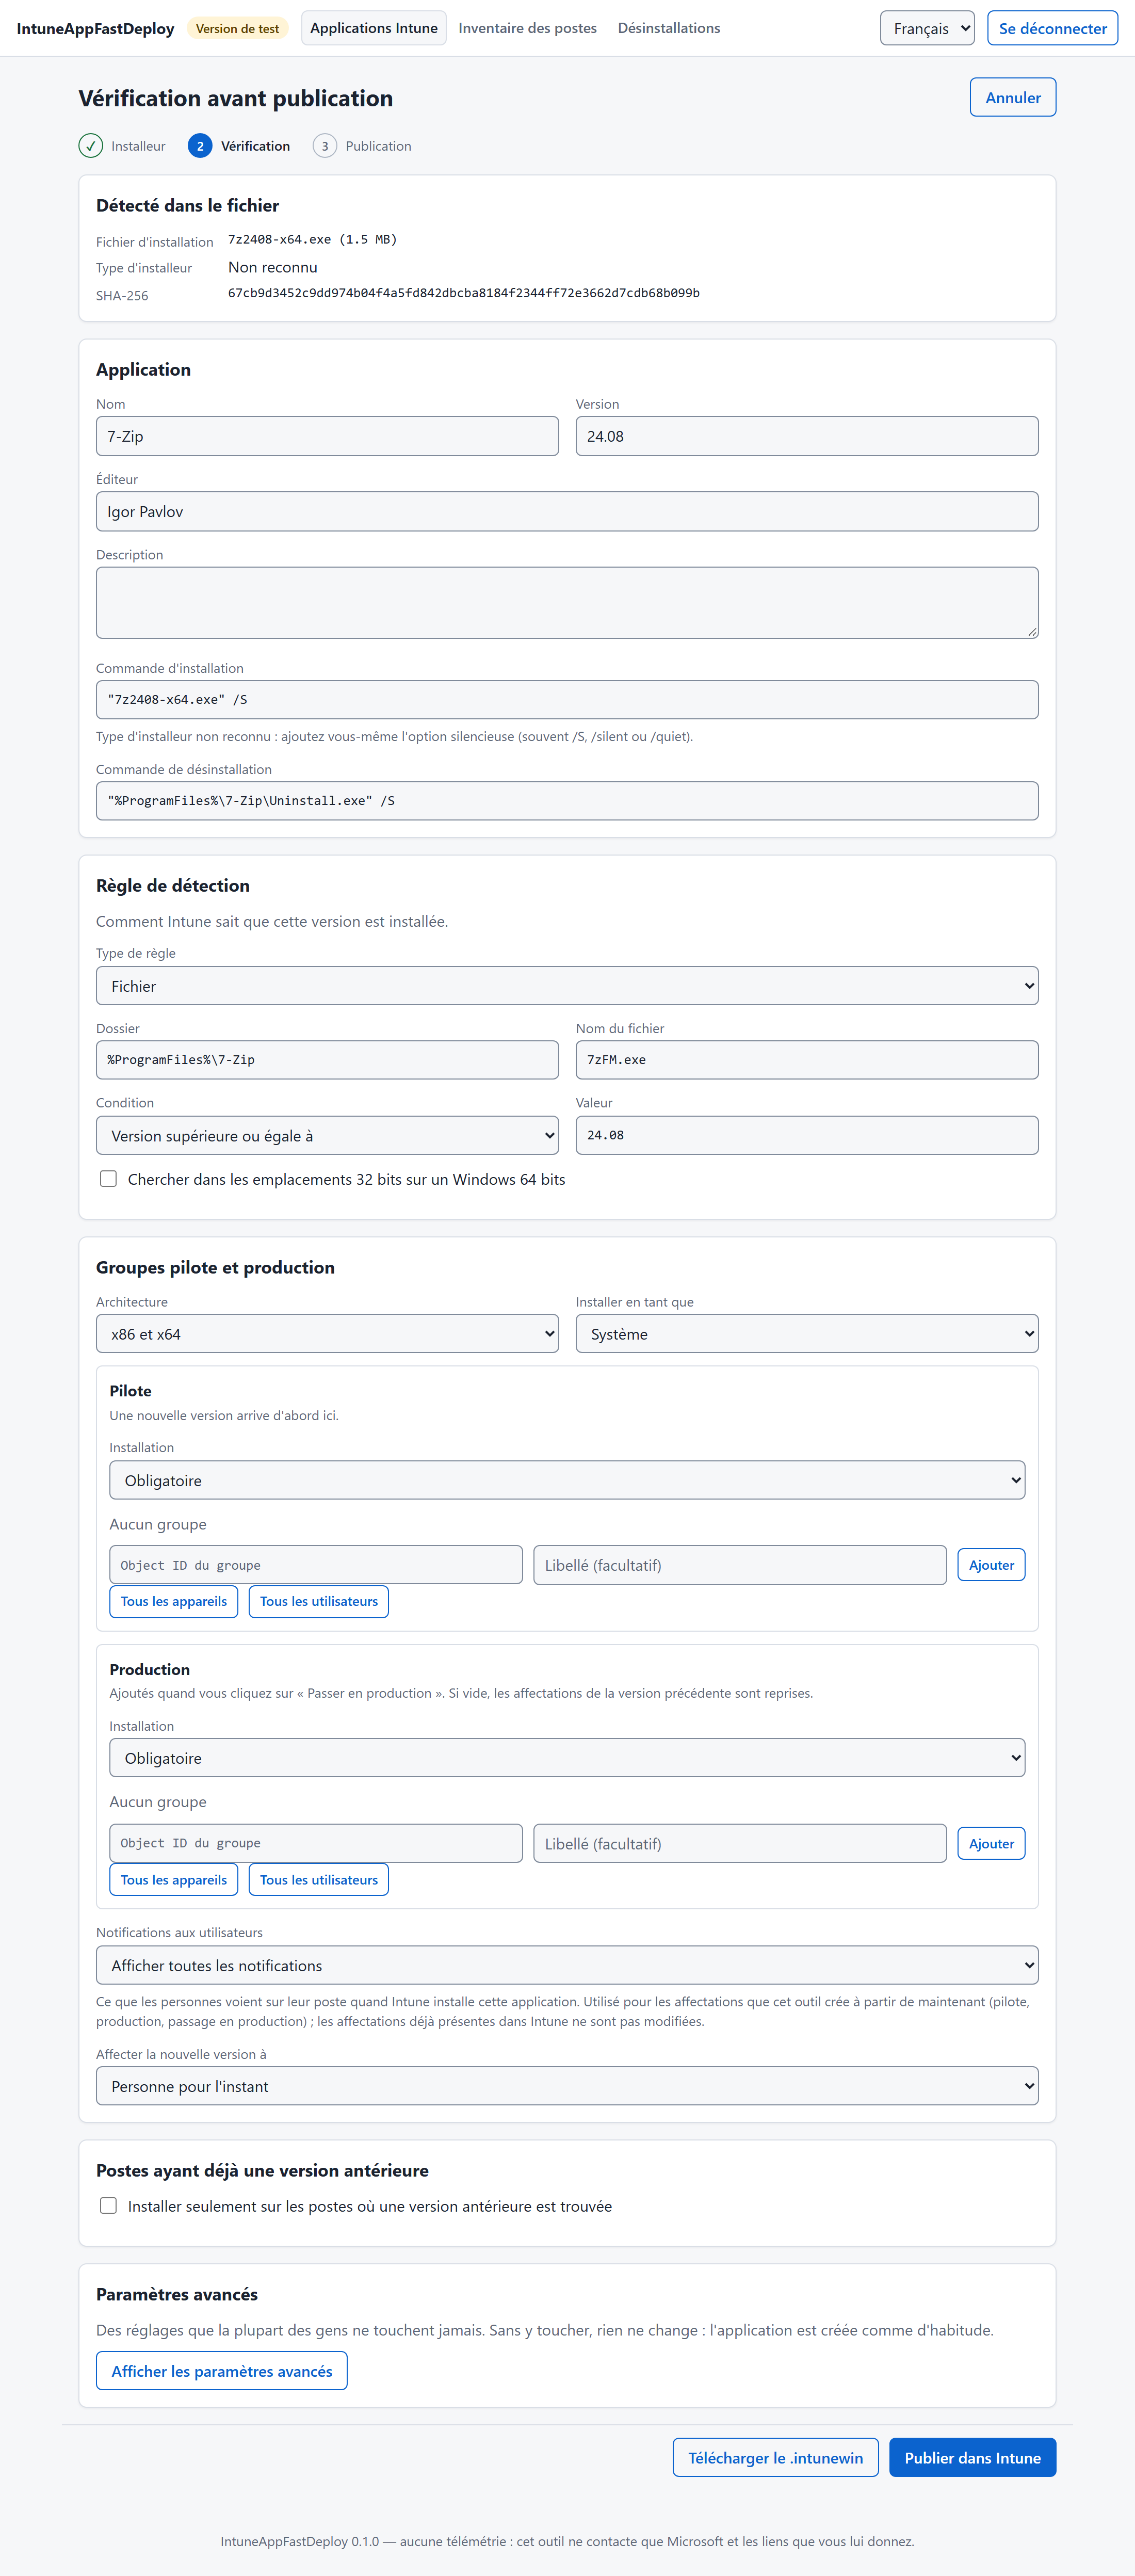 IntuneAppFastDeploy Version de test Applications Intune Inventaire des postes Désinstallations Français Se déconnecter
Vérification avant publication Annuler
✓ Installeur 2 Vérification 3 Publication
Détecté dans le fichier
Fichier d'installation 7z2408-x64.exe (1.5 MB)
Type d'installeur Non reconnu
SHA-256 67cb9d3452c9dd974b04f4a5fd842dbcba8184f2344ff72e3662d7cdb68b099b
Application
Nom Version
7-Zip 24.08
Éditeur
Igor Pavlov
Description
Commande d'installation
"7z2408-x64.exe" /S
Type d'installeur non reconnu : ajoutez vous-même l'option silencieuse (souvent /S, /silent ou /quiet).
Commande de désinstallation
"%ProgramFiles%\7-Zip\Uninstall.exe" /S
Règle de détection
Comment Intune sait que cette version est installée.
Type de règle
Fichier
Dossier Nom du fichier
%ProgramFiles%\7-Zip 7zFM.exe
Condition Valeur
Version supérieure ou égale à 24.08
Chercher dans les emplacements 32 bits sur un Windows 64 bits
Groupes pilote et production
Architecture Installer en tant que
x86 et x64 Système
Pilote
Une nouvelle version arrive d'abord ici.
Installation
Obligatoire
Aucun groupe
Object ID du groupe Libellé (facultatif) Ajouter
Tous les appareils Tous les utilisateurs
Production
Ajoutés quand vous cliquez sur « Passer en production ». Si vide, les affectations de la version précédente sont reprises.
Installation
Obligatoire
Aucun groupe
Object ID du groupe Libellé (facultatif) Ajouter
Tous les appareils Tous les utilisateurs
Notifications aux utilisateurs
Afficher toutes les notifications
Ce que les personnes voient sur leur poste quand Intune installe cette application. Utilisé pour les affectations que cet outil crée à partir de maintenant (pilote,
production, passage en production) ; les affectations déjà présentes dans Intune ne sont pas modifiées.
Affecter la nouvelle version à
Personne pour l'instant
Postes ayant déjà une version antérieure
Installer seulement sur les postes où une version antérieure est trouvée
Paramètres avancés
Des réglages que la plupart des gens ne touchent jamais. Sans y toucher, rien ne change : l'application est créée comme d'habitude.
Afficher les paramètres avancés
Télécharger le .intunewin Publier dans Intune
IntuneAppFastDeploy 0.1.0 — aucune télémétrie : cet outil ne contacte que Microsoft et les liens que vous lui donnez.